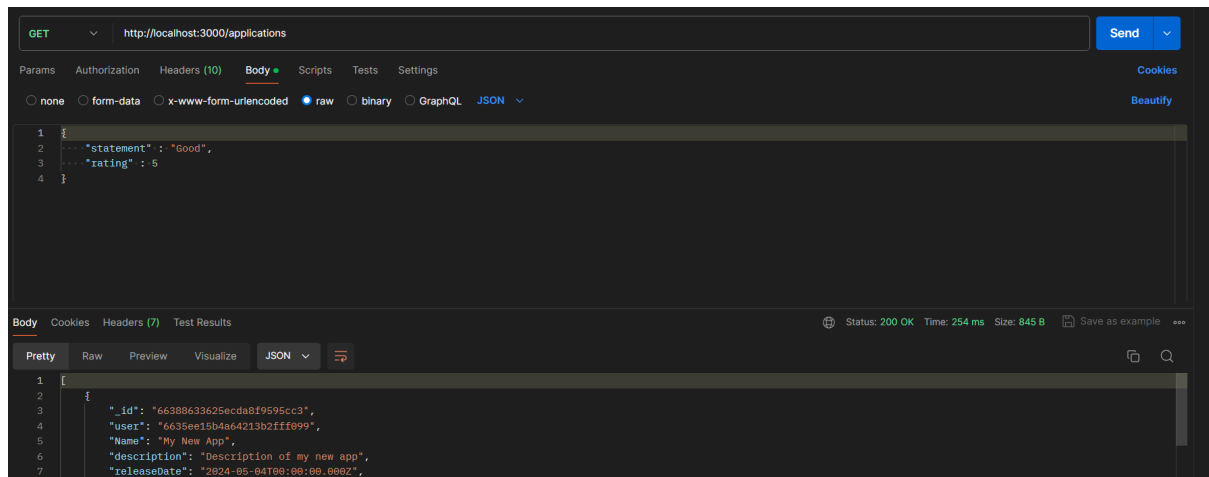 GET http://localhost:3000/applications Send
Params Authorization Headers (10) Body Scripts Tests Settings Cookies
none form-data x-www-form-urlencoded raw binary GraphQL JSON Beautify
1 {
2 "statement" : "Good",
3 "rating" : 5
4 }
Body Cookies Headers (7) Test Results Status: 200 OK Time: 254 ms Size: 845 B Save as example
Pretty Raw Preview Visualize JSON
1 [
2 {
3 "_id": "66388633625ecda8f9595cc3",
4 "user": "6635ee15b4a64213b2fff099",
5 "Name": "My New App",
6 "description": "Description of my new app",
7 "releaseDate": "2024-05-04T00:00:00.000Z",